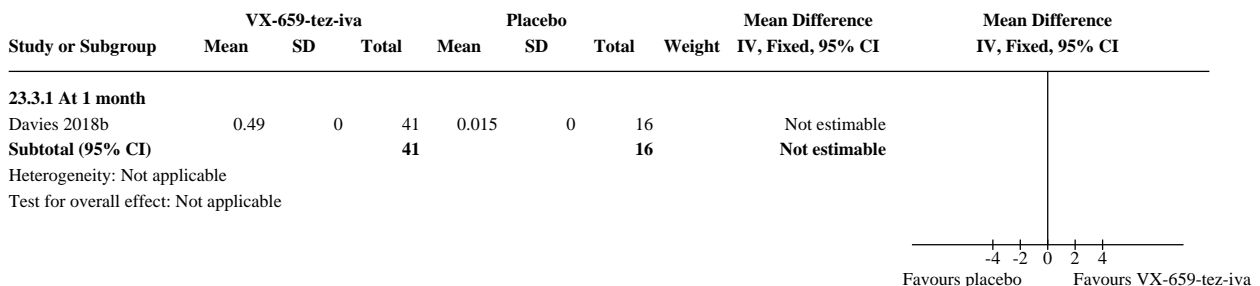 VX-659-tez-iva Placebo Mean Difference Mean Difference
Study or Subgroup Mean SD Total Mean SD Total Weight IV, Fixed, 95% CI IV, Fixed, 95% CI
23.3.1 At 1 month
Davies 2018b 0.49 0 41 0.015 0 16 Not estimable
Subtotal (95% CI) 41 16 Not estimable
Heterogeneity: Not applicable
Test for overall effect: Not applicable
-4 -2 0 2 4
Favours placebo Favours VX-659-tez-iva